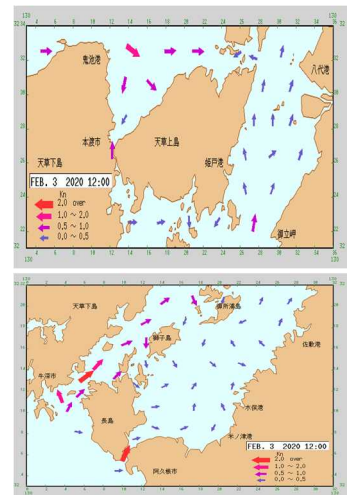 鬼池港
八代港
本渡市
天草上島
天草下島
姫戸港
FEB. 3 2020 12:00
Kn
2.0 over
1.0 ~ 2.0
0.5 ~ 1.0
0.0 ~ 0.5
御立岬
天草下島
御所浦島
獅子島
佐敷港
牛深市
長島
水俣港
米ノ津港
阿久根市
FEB. 3 2020 12:00
Kn
2.0 over
1.0 ~ 2.0
0.5 ~ 1.0
0.0 ~ 0.5